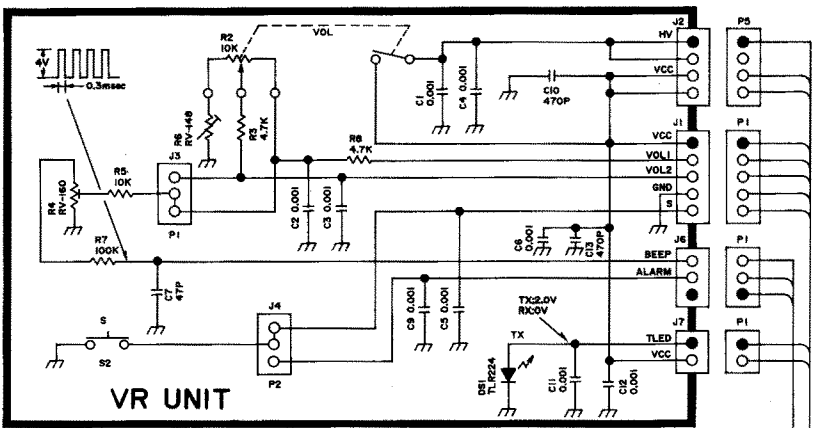 J2
P5
HV
VCC
R2
10K
VOL
4V
0.3msec
C1
0.001
C4 0.001
C10
470P
R6
RV-148
R3
4.7K
R8
4.7K
J1
P1
VCC
VOL1
VOL2
GND
S
J3
R5
10K
R4
RV-160
P1
C2 0.001
C3 0.001
R7
100K
C6
0.001
C13
470P
J6
P1
BEEP
ALARM
C7
47P
C9 0.001
C5 0.001
J4
P2
S
S2
TX:2.0V
RX:0V
TX
J7
P1
TLED
VCC
DS1
TLR224
C11
0.001
C12
0.001
VR UNIT